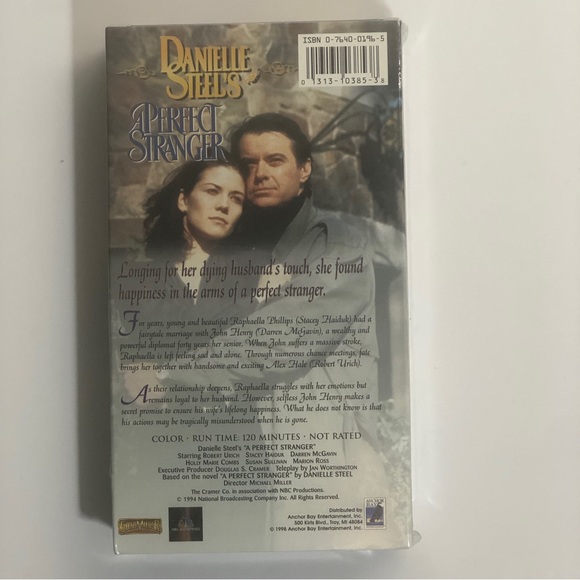 ISBN 0-7640-0196-5
DANIELLE
STEEL'S
A PERFECT
STRANGER
0 1313-10385-3 8
Longing for her dying husband's touch, she found
happiness in the arms of a perfect stranger.
For years, young and beautiful Raphaella Phillips (Stacey Haiduk) had a
fairytale marriage with John Henry (Darren McGavin), a wealthy and
powerful diplomat forty years her senior. When John suffers a massive stroke,
Raphaella is left feeling sad and alone. Through numerous chance meetings, fate
brings her together with handsome and exciting Alex Hale (Robert Urich).
As their relationship deepens, Raphaella struggles with her emotions but
remains loyal to her husband. However, selfless John Henry makes a
secret promise to ensure his wife's lifelong happiness. What he does not know is that
his actions may be tragically misunderstood when he is gone.
COLOR · RUN TIME: 120 MINUTES · NOT RATED
Danielle Steel's "A PERFECT STRANGER"
Starring ROBERT URICH STACEY HAIDUK DARREN MCGAVIN
HOLLY MARIE COMBS SUSAN SULLIVAN MARION ROSS
Executive Producer DOUGLAS S. CRAMER Teleplay by JAN WORTHINGTON
Based on the novel "A PERFECT STRANGER" by DANIELLE STEEL
Director MICHAEL MILLER
The Cramer Co. in association with NBC Productions.
© 1994 National Broadcasting Company Inc. All Rights Reserved.
Distributed by
Anchor Bay Entertainment, Inc.
500 Kirts Blvd., Troy, MI 48084
© 1998 Anchor Bay Entertainment, Inc.
ANCHOR
BAY